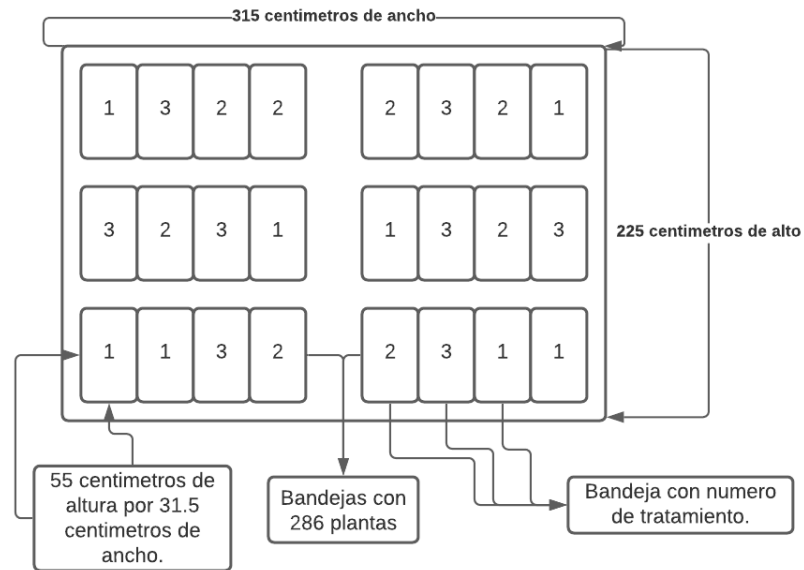 315 centimetros de ancho
1 3 2 2 2 3 2 1
3 2 3 1 1 3 2 3
225 centimetros de alto
1 1 3 2 2 3 1 1
55 centimetros de
altura por 31.5
centimetros de
ancho.
Bandejas con
286 plantas
Bandeja con numero
de tratamiento.